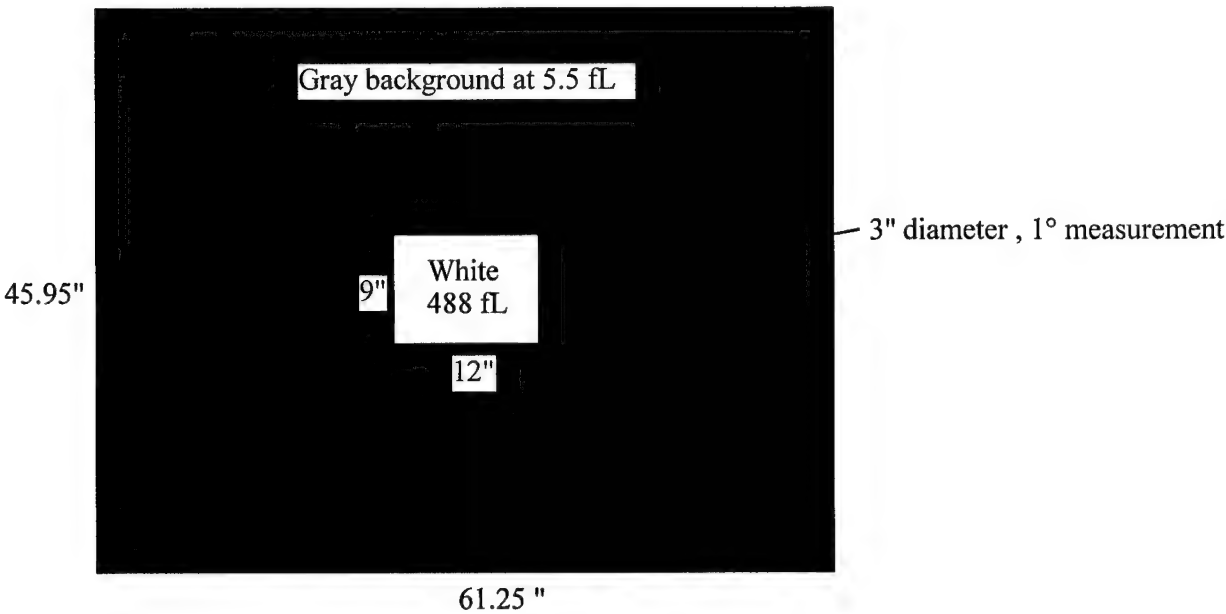 Gray background at 5.5 fL
3" diameter , 1° measurement
White
488 fL
9"
45.95"
12"
61.25 "